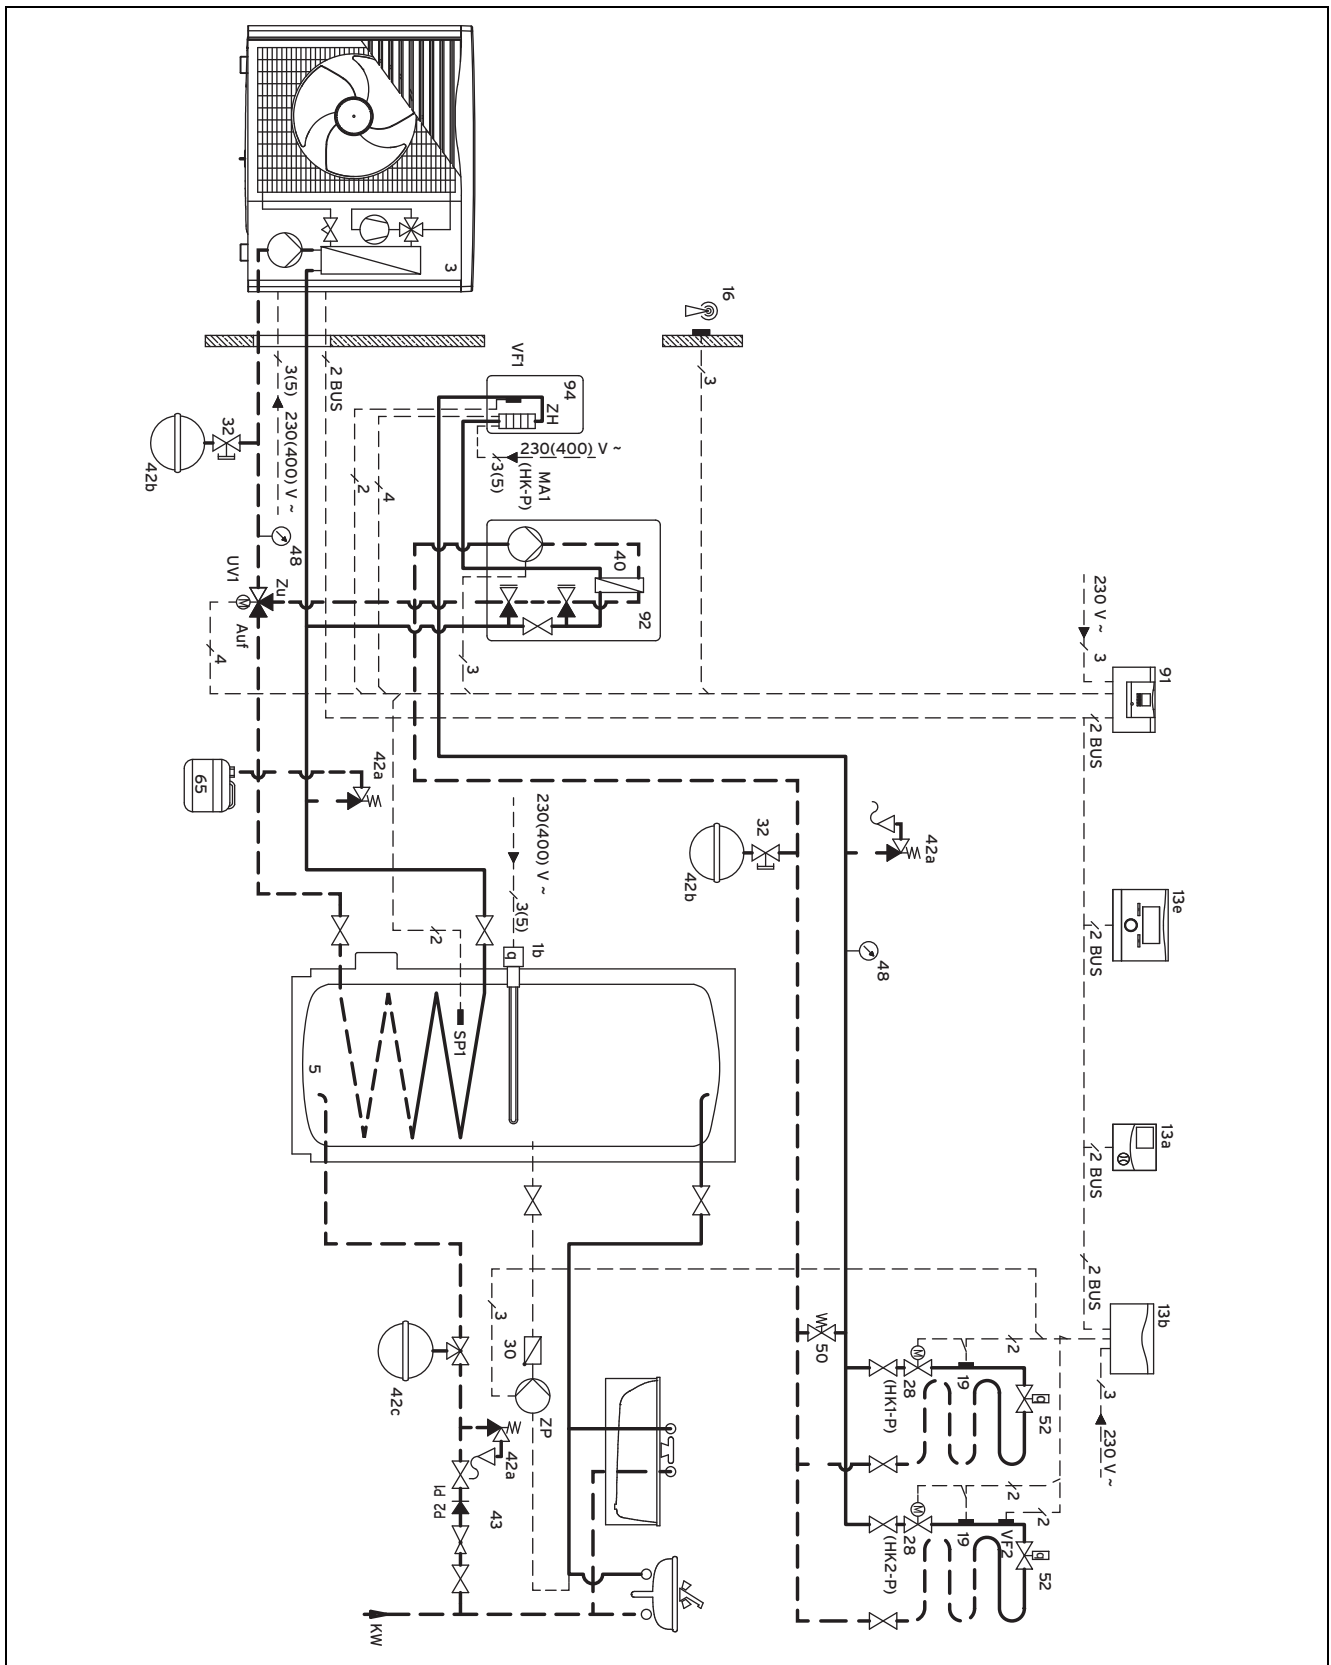 13e
13a
91
13b
230 V ~
3
2 BUS
2 BUS
2 BUS
2 BUS
3
230 V ~
52
52
2
2
2
VF2
19
19
42a
28
28
(HK1-P)
(HK2-P)
48
50
32
42b
16
3
92
40
94
ZH
VF1
230(400) V ~
MA1
(HK-P)
3(5)
230(400) V ~
3(5)
1b
ZP
30
42a
43
3
3
SP1
2
P2 P1
3
4
2
42a
42c
KW
2 BUS
5
48
3(5)
230(400) V ~
Zu
UV1
Auf
4
32
42b
65
M
M
M